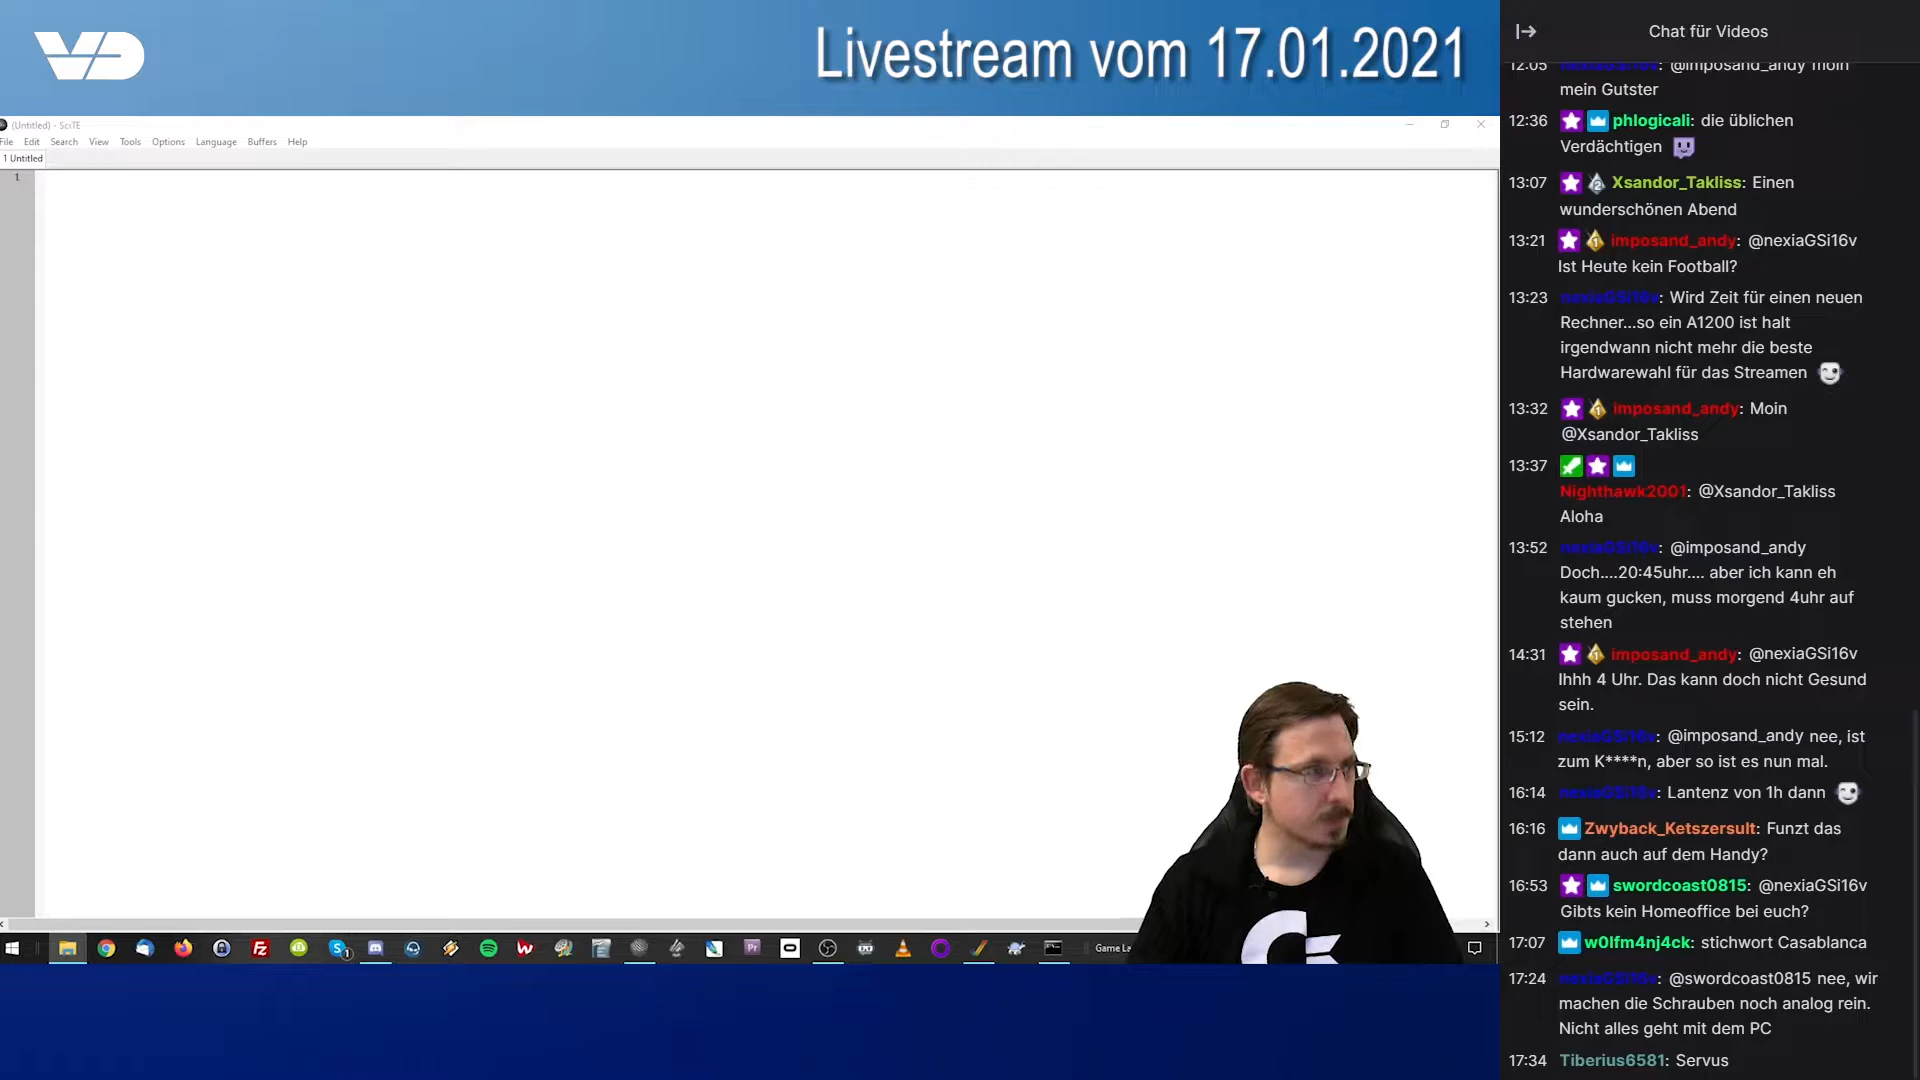 VD
Livestream vom 17.01.2021
(Untitled) - SciTE
File Edit Search View Tools Options Language Buffers Help
1 Untitled
1
Game La
Chat für Videos
12:05 nexiaGSi16v: @imposand_andy moin
mein Gutster
12:36 phlogicali: die üblichen
Verdächtigen
13:07 Xsandor_Takliss: Einen
wunderschönen Abend
13:21 imposand_andy: @nexiaGSi16v
Ist Heute kein Football?
13:23 nexiaGSi16v: Wird Zeit für einen neuen
Rechner...so ein A1200 ist halt
irgendwann nicht mehr die beste
Hardwarewahl für das Streamen
13:32 imposand_andy: Moin
@Xsandor_Takliss
13:37
Nighthawk2001: @Xsandor_Takliss
Aloha
13:52 nexiaGSi16v: @imposand_andy
Doch....20:45uhr.... aber ich kann eh
kaum gucken, muss morgend 4uhr auf
stehen
14:31 imposand_andy: @nexiaGSi16v
Ihhh 4 Uhr. Das kann doch nicht Gesund
sein.
15:12 nexiaGSi16v: @imposand_andy nee, ist
zum K****n, aber so ist es nun mal.
16:14 nexiaGSi16v: Lantenz von 1h dann
16:16 Zwyback_Ketszersult: Funzt das
dann auch auf dem Handy?
16:53 swordcoast0815: @nexiaGSi16v
Gibts kein Homeoffice bei euch?
17:07 w0lfm4nj4ck: stichwort Casablanca
17:24 nexiaGSi16v: @swordcoast0815 nee, wir
machen die Schrauben noch analog rein.
Nicht alles geht mit dem PC
17:34 Tiberius6581: Servus